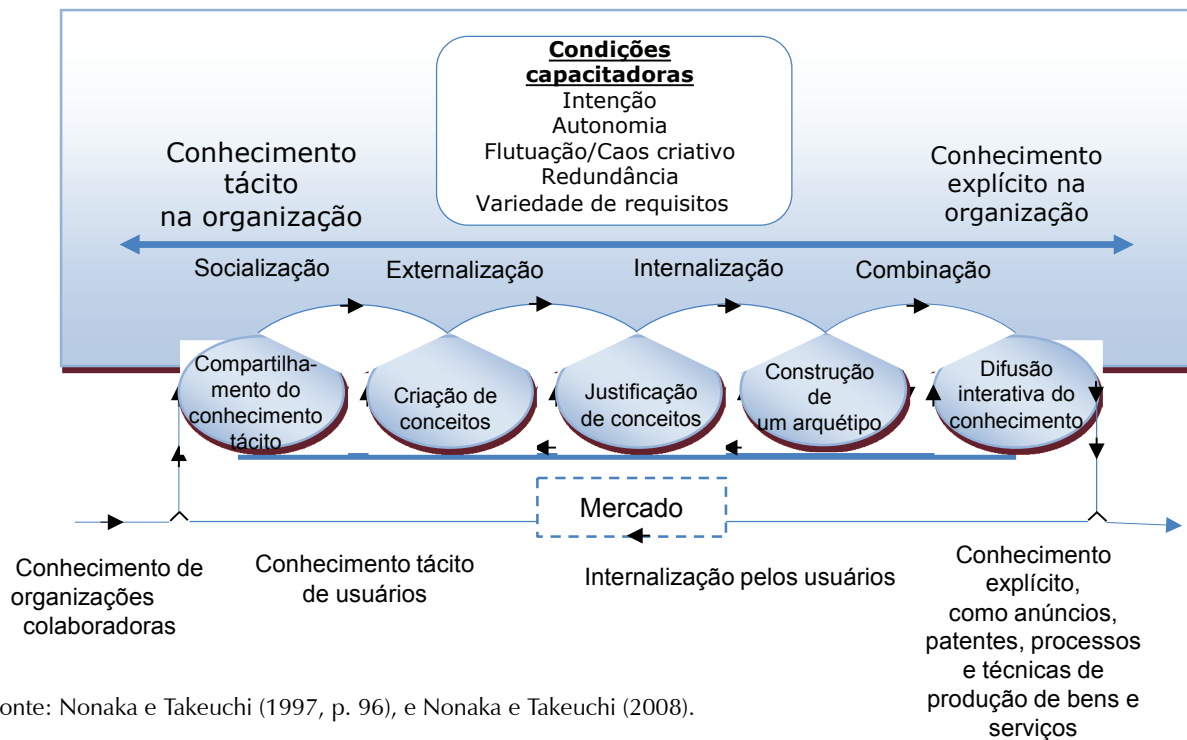 Condições
capacitadoras
Intenção
Autonomia
Flutuação/Caos criativo
Redundância
Variedade de requisitos
Conhecimento
tácito
na organização
Conhecimento
explícito na
organização
Socialização
Externalização
Internalização
Combinação
Compartilha-
mento do
conhecimento
tácito
Criação de
conceitos
Justificação
de conceitos
Construção
de
um arquétipo
Difusão
interativa do
conhecimento
Mercado
Conhecimento de
organizações
colaboradoras
Conhecimento tácito
de usuários
Internalização pelos usuários
Conhecimento
explícito,
como anúncios,
patentes, processos
e técnicas de
produção de bens e
serviços
onte: Nonaka e Takeuchi (1997, p. 96), e Nonaka e Takeuchi (2008).